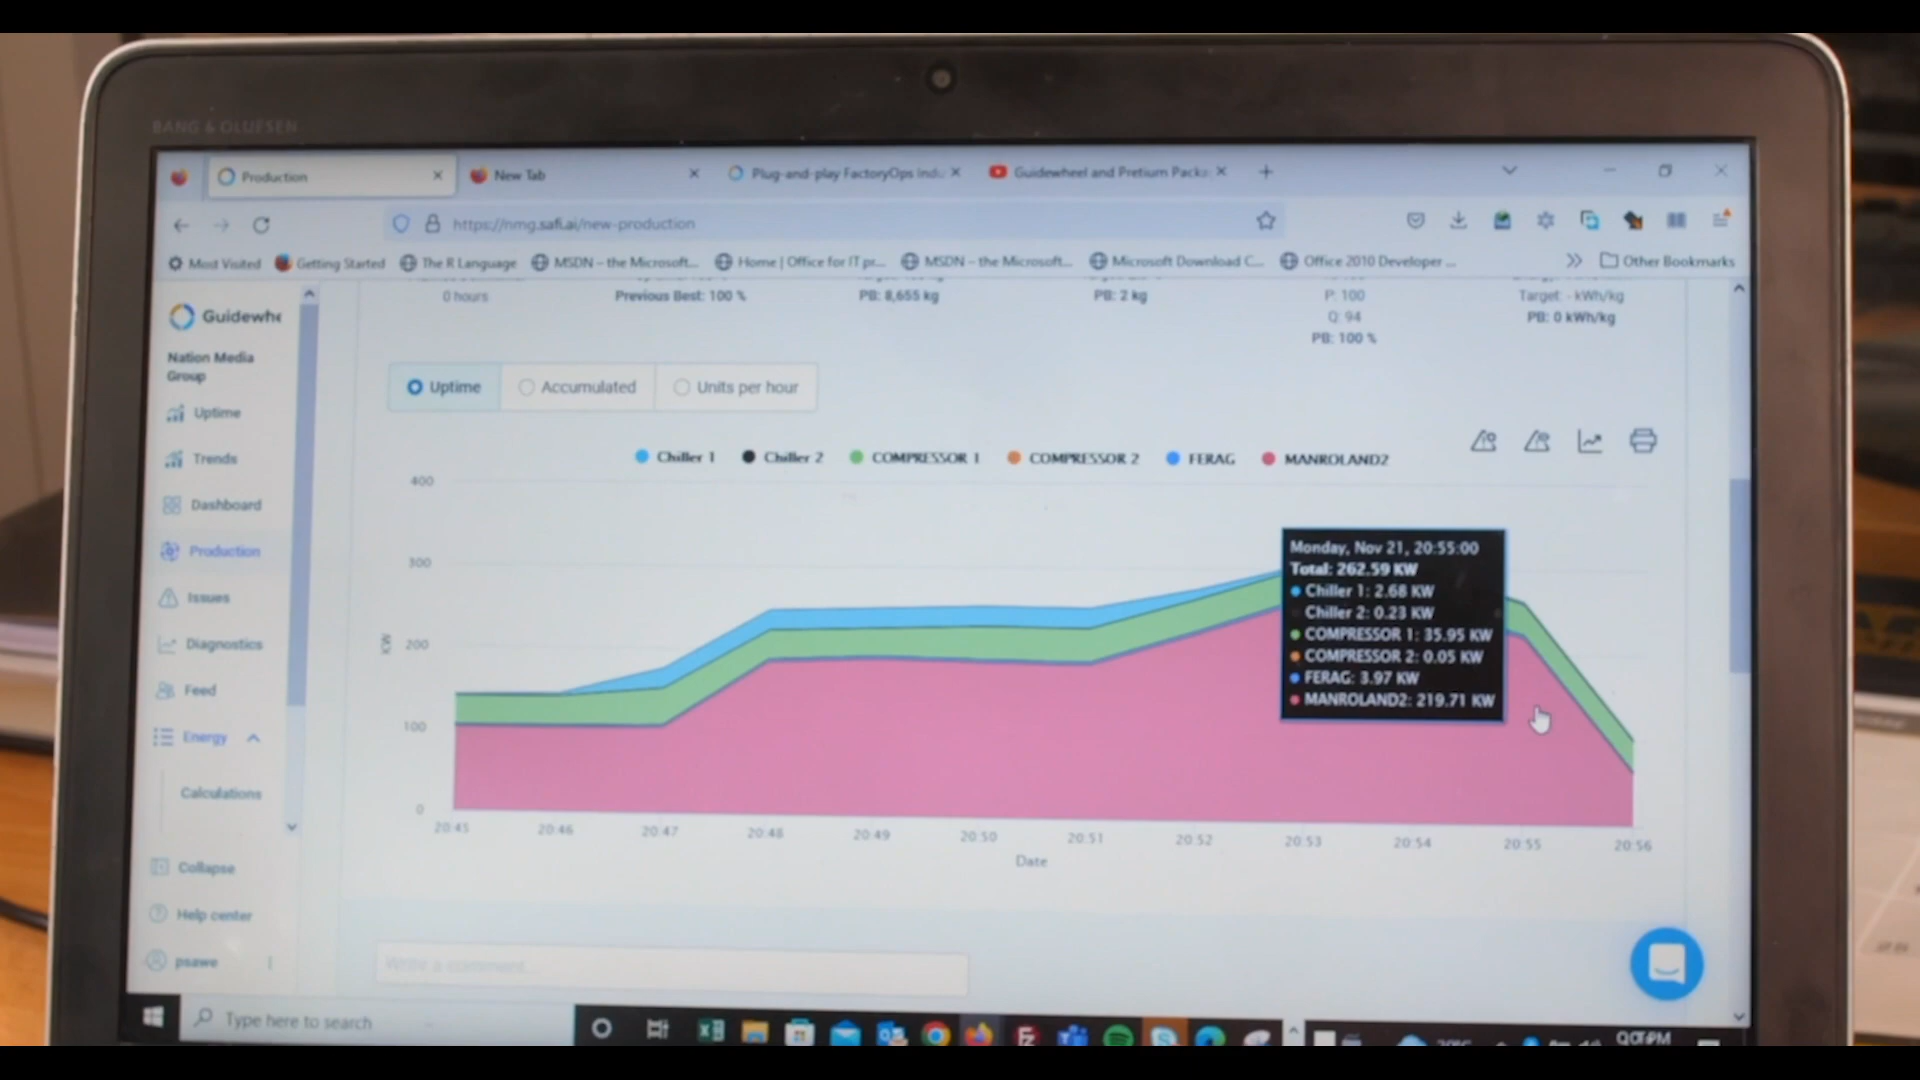 BANG & OLUFSEN
Production
New Tab
Plug-and-play FactoryOps ind...
Guidewheel and Pretium Packa
https://nmg.safi.ai/new-production
Most Visited
Getting Started
The R Language
MSDN – the Microsoft...
Home | Office for IT pr...
MSDN – the Microsoft...
Microsoft Download C...
Office 2010 Developer ...
Other Bookmarks
Guidewhe
Nation Media
Group
Uptime
Trends
Dashboard
Production
Issues
Diagnostics
Feed
Energy
Calculations
Collapse
Help center
psawe
0 hours
Previous Best: 100 %
PB: 8,655 kg
PB: 2 kg
P: 100
Q: 94
PB: 100 %
Target: - kWh/kg
PB: 0 kWh/kg
Uptime
Accumulated
Units per hour
Chiller 1
Chiller 2
COMPRESSOR 1
COMPRESSOR 2
FERAG
MANROLAND2
400
300
200
100
0
KW
Monday, Nov 21, 20:55:00
Total: 262.59 KW
Chiller 1: 2.68 KW
Chiller 2: 0.23 KW
COMPRESSOR 1: 35.95 KW
COMPRESSOR 2: 0.05 KW
FERAG: 3.97 KW
MANROLAND2: 219.71 KW
20:45 20:46 20:47 20:48 20:49 20:50 20:51 20:52 20:53 20:54 20:55 20:56
Date
Write a comment...
Type here to search